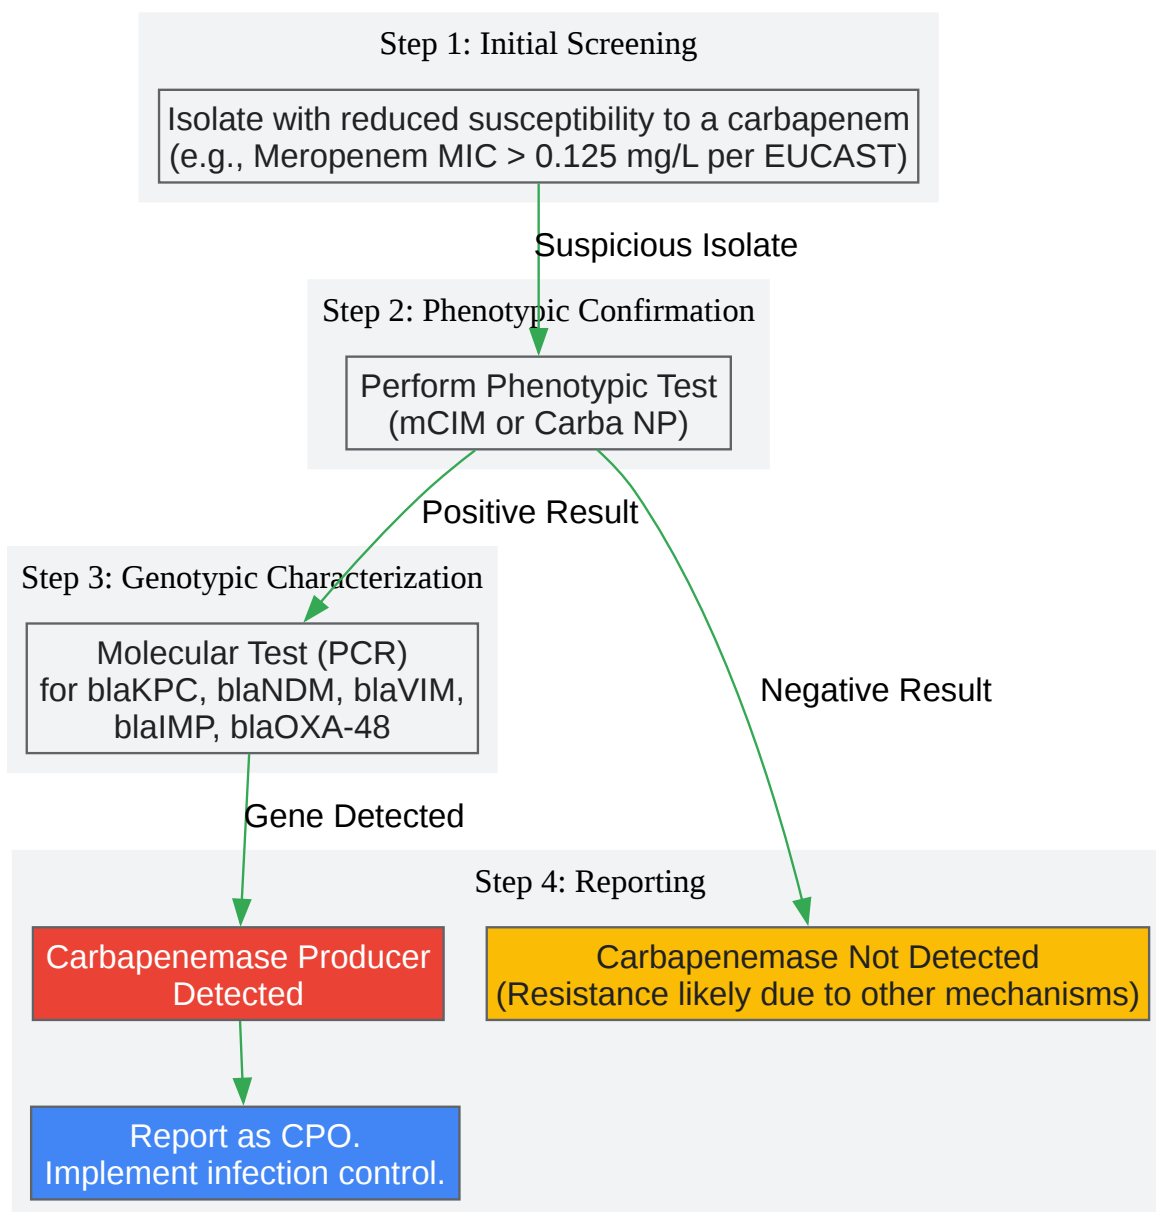 Step 1: Initial Screening
Isolate with reduced susceptibility to a carbapenem
(e.g., Meropenem MIC > 0.125 mg/L per EUCAST)
Suspicious Isolate
Step 2: Phenotypic Confirmation
Perform Phenotypic Test
(mCIM or Carba NP)
Positive Result
Step 3: Genotypic Characterization
Molecular Test (PCR)
for blaKPC, blaNDM, blaVIM,
blaIMP, blaOXA-48
Negative Result
Gene Detected
Step 4: Reporting
Carbapenemase Producer
Detected
Carbapenemase Not Detected
(Resistance likely due to other mechanisms)
Report as CPO.
Implement infection control.